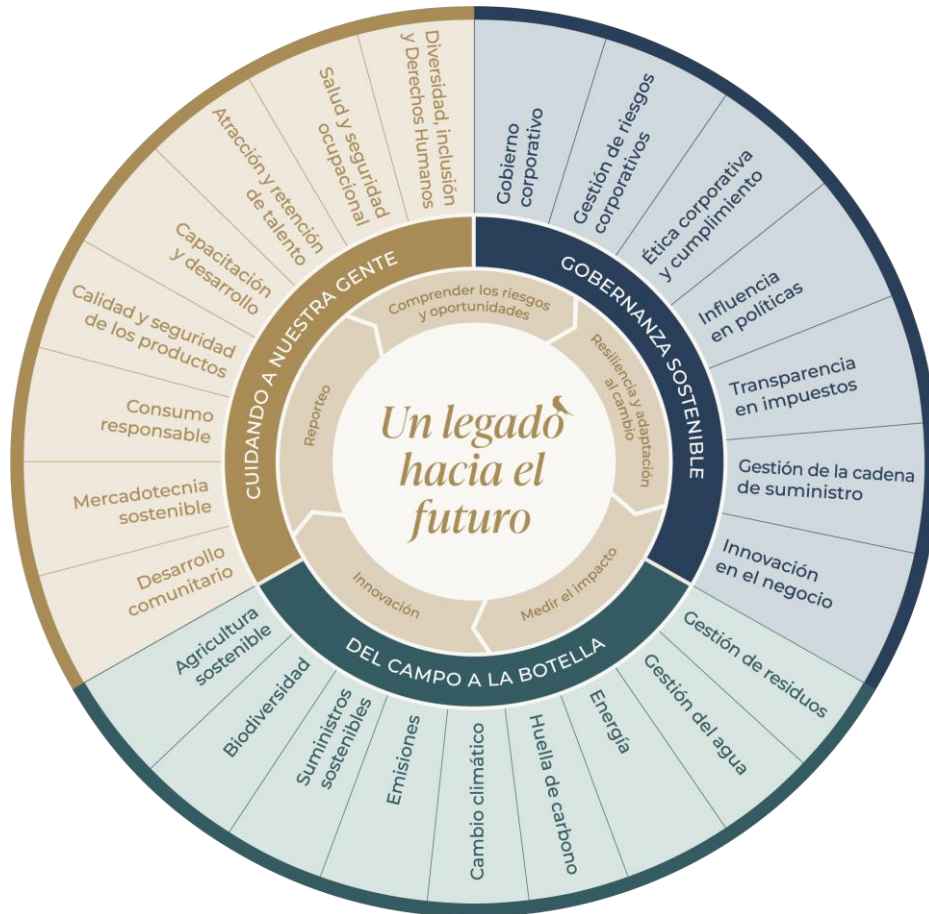 Un legado
hacia el
futuro
Comprender los riesgos
y oportunidades
Resiliencia y adaptación
al cambio
Medir el impacto
Innovación
Reporteo
GOBERNANZA SOSTENIBLE
Gobierno
corporativo
Gestión de riesgos
corporativos
Ética corporativa
y cumplimiento
Influencia
en políticas
Transparencia
en impuestos
Gestión de la cadena
de suministro
Innovación
en el negocio
DEL CAMPO A LA BOTELLA
Gestión de residuos
Gestión del agua
Energía
Huella de carbono
Cambio climático
Emisiones
Suministros
sostenibles
Biodiversidad
Agricultura
sostenible
CUIDANDO A NUESTRA GENTE
Desarrollo
comunitario
Mercadotecnia
sostenible
Consumo
responsable
Calidad y seguridad
de los productos
Capacitación
y desarrollo
Atracción y retención
de talento
Salud y seguridad
ocupacional
Diversidad, inclusión
y Derechos Humanos